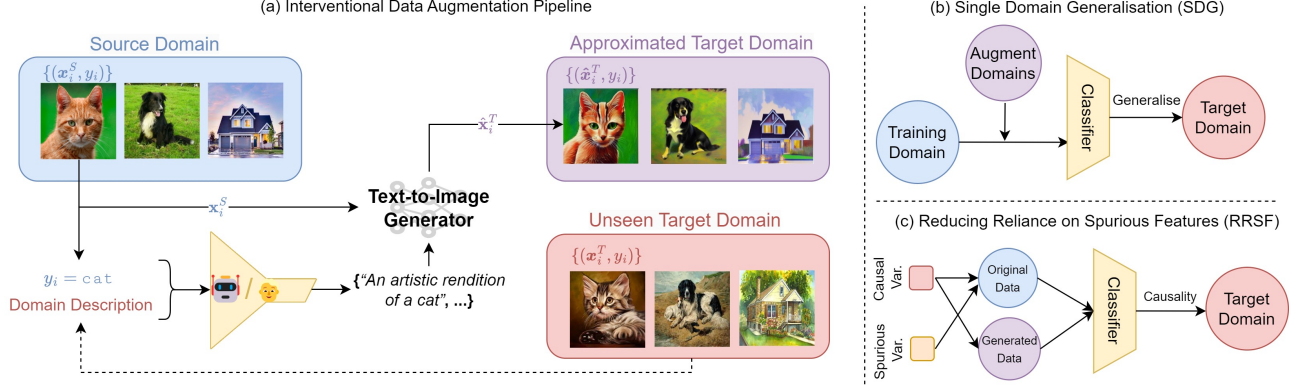 (a) Interventional Data Augmentation Pipeline
Source Domain
{(x_i^S, y_i)}
Approximated Target Domain
{(x̂_i^T, y_i)}
x̂_i^T
Text-to-Image
Generator
x_i^S
Unseen Target Domain
{(x_i^T, y_i)}
y_i = cat
Domain Description
/
{"An artistic rendition
of a cat", ...}
(b) Single Domain Generalisation (SDG)
Augment
Domains
Training
Domain
Classifier
Generalise
Target
Domain
(c) Reducing Reliance on Spurious Features (RRSF)
Causal
Var.
Spurious
Var.
Original
Data
Generated
Data
Classifier
Causality
Target
Domain